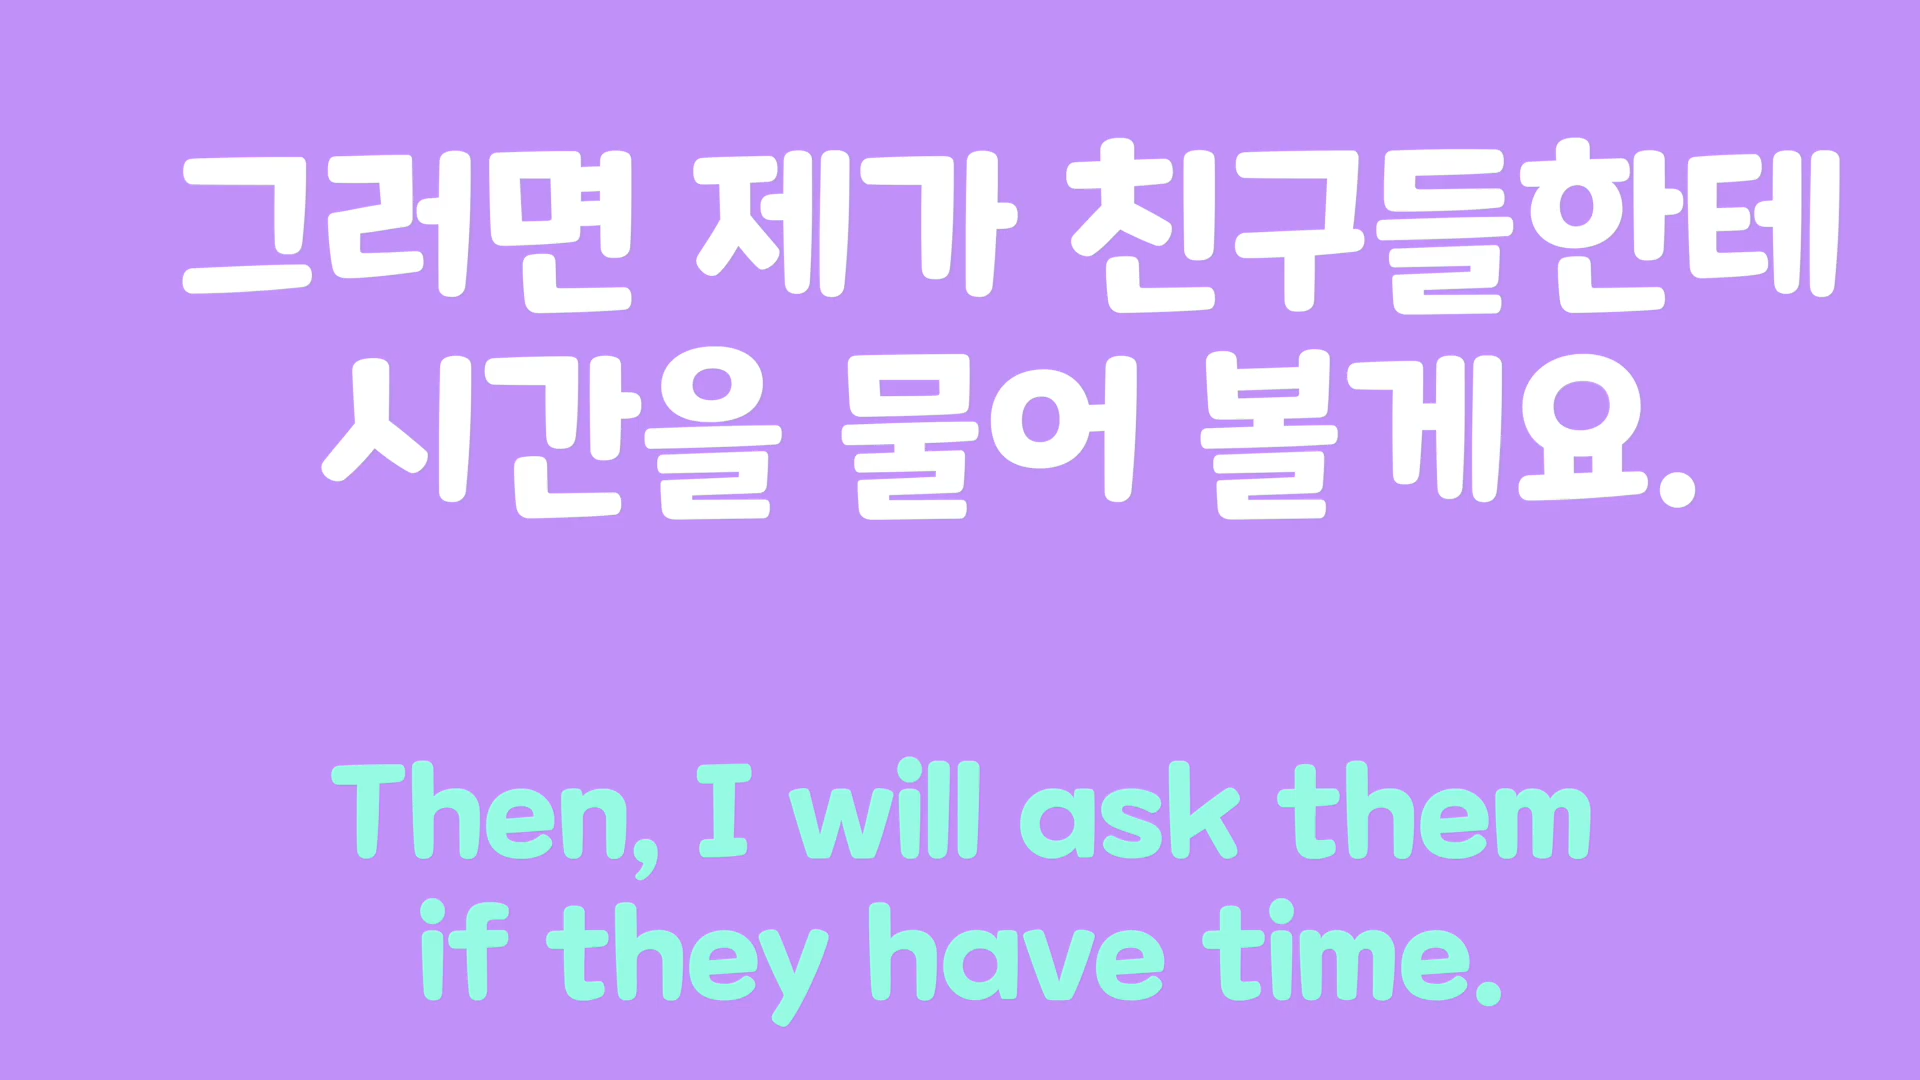 그러면 제가 친구들한테
시간을 물어 볼게요.
Then, I will ask them
if they have time.